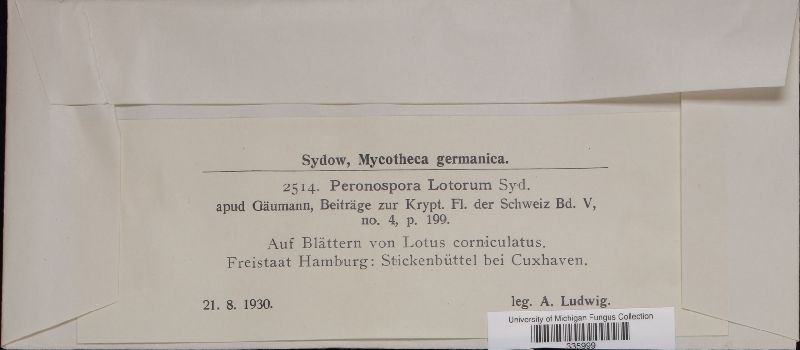 Sydow, Mycotheca germanica.
2514. Peronospora Lotorum Syd.
apud Gäumann, Beiträge zur Krypt. Fl. der Schweiz Bd. V,
no. 4, p. 199.
Auf Blättern von Lotus corniculatus.
Freistaat Hamburg: Stickenbüttel bei Cuxhaven.
21. 8. 1930. leg. A. Ludwig.
University of Michigan Fungus Collection
335999